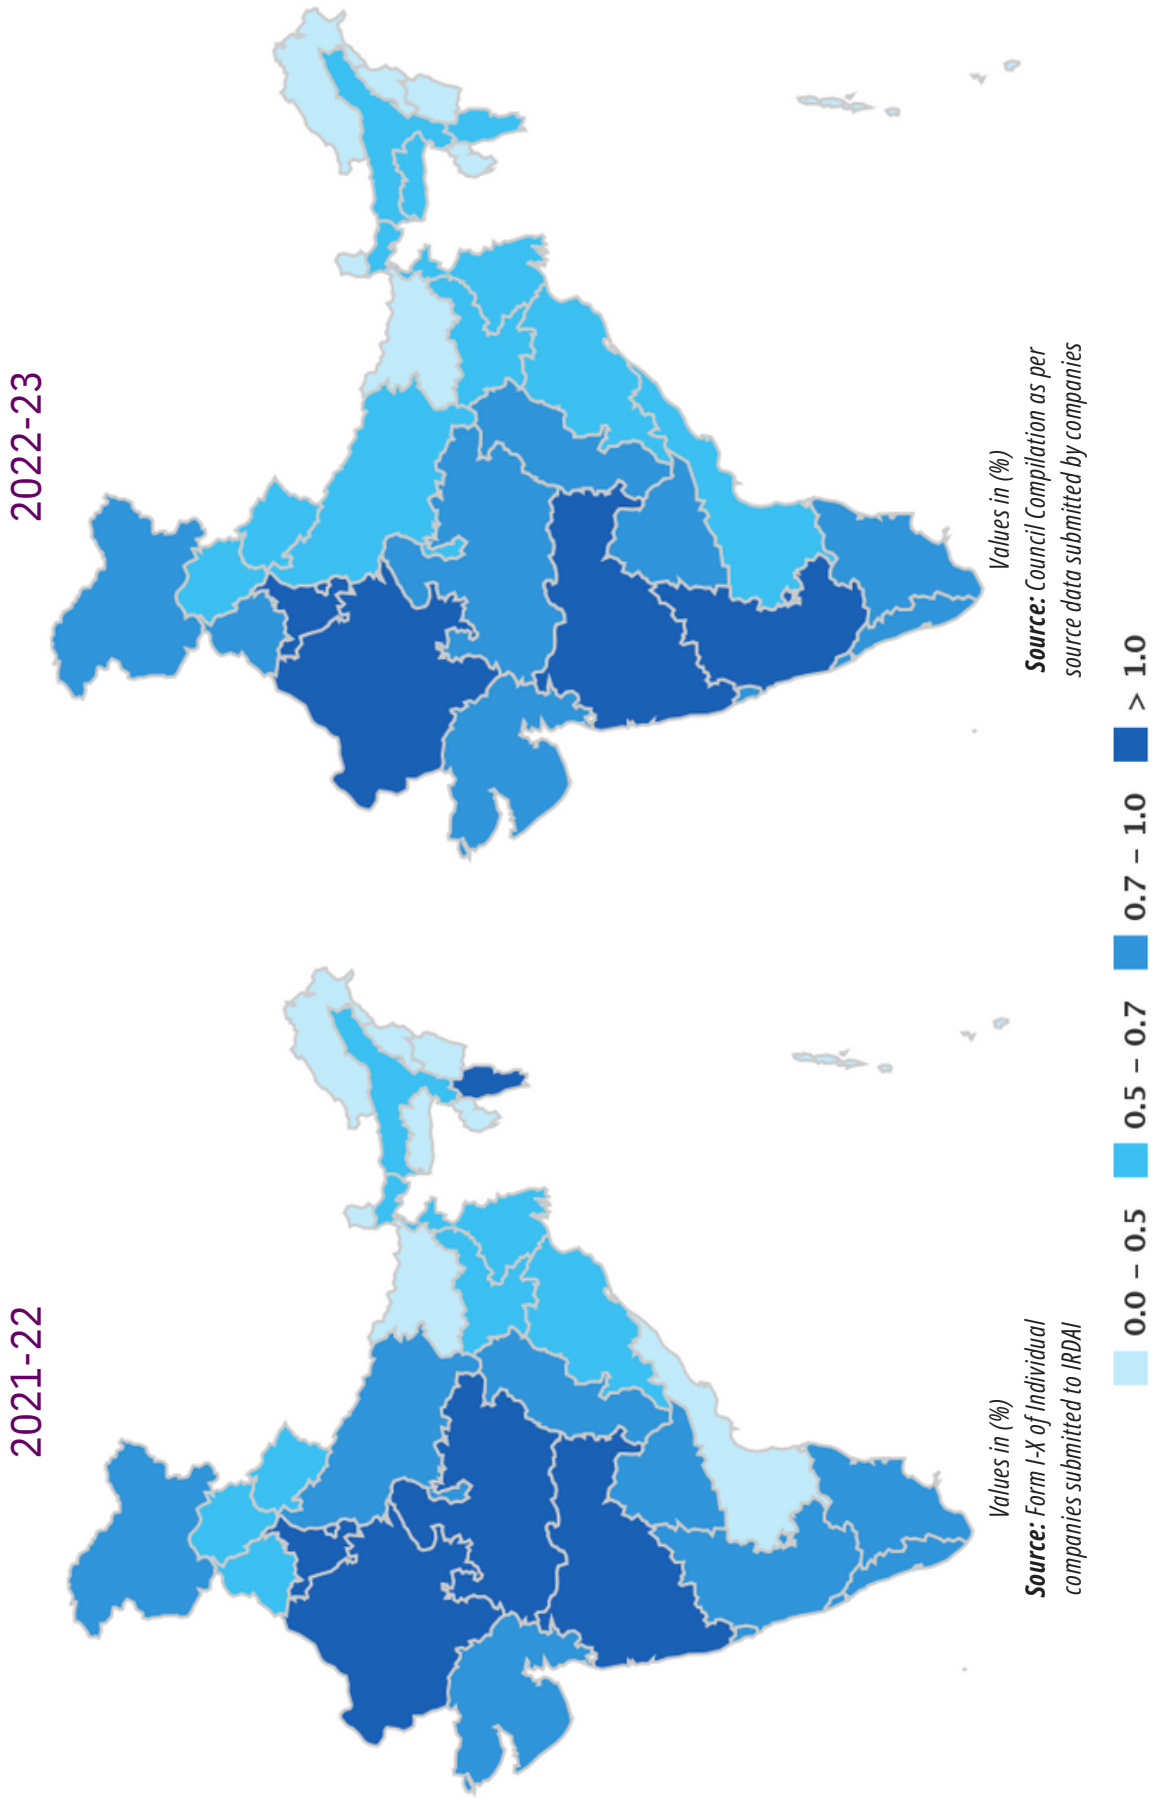 2021-22
Values in (%)
Source: Form I-X of Individual
companies submitted to IRDAI
2022-23
Values in (%)
Source: Council Compilation as per
source data submitted by companies
0.0 – 0.5
0.5 – 0.7
0.7 – 1.0
> 1.0